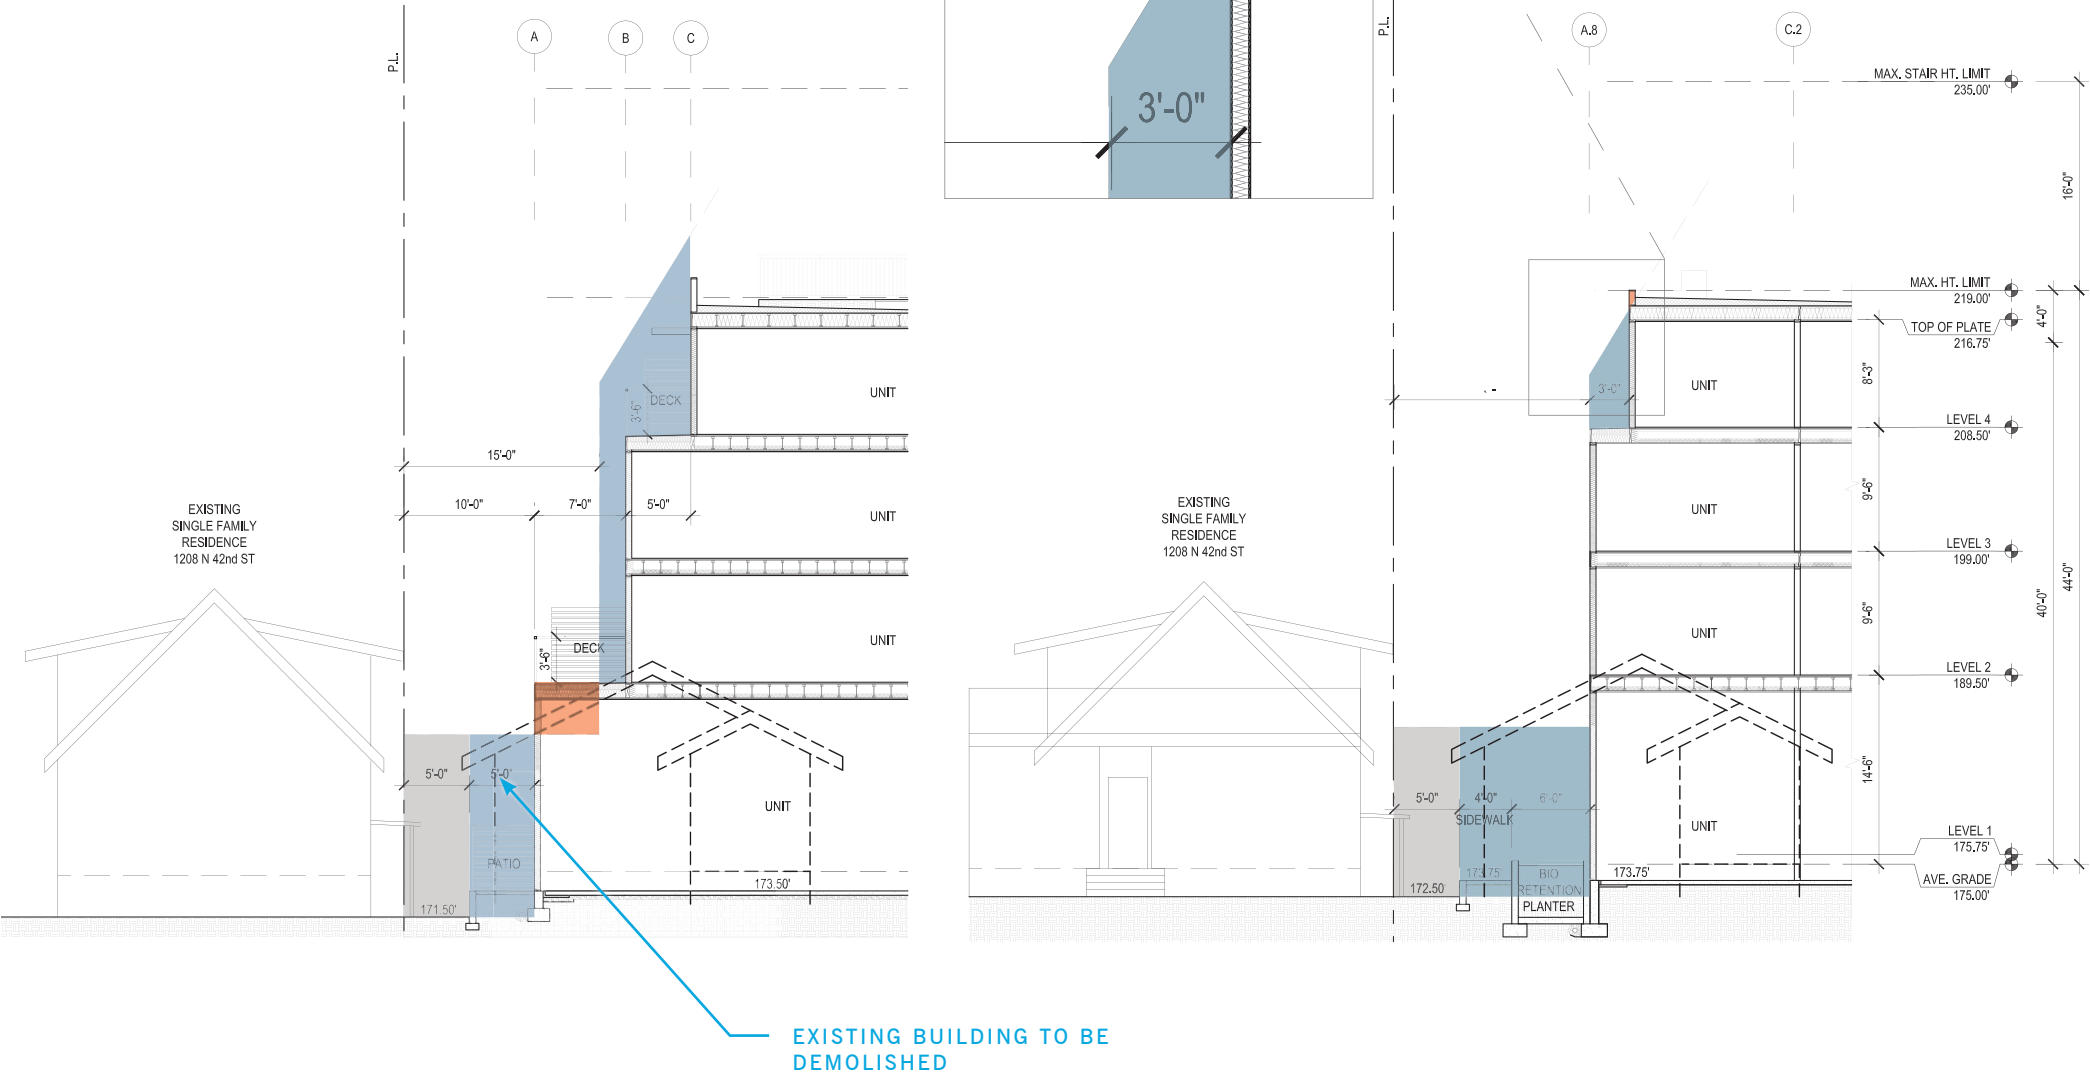 P.L.
A
B
C
3'-0"
P.L.
A.8
C.2
MAX. STAIR HT. LIMIT
235.00'
16'-0"
MAX. HT. LIMIT
219.00'
4'-0"
TOP OF PLATE
216.75'
UNIT
DECK
3'-6"
3'-0"
UNIT
8'-3"
LEVEL 4
208.50'
15'-0"
10'-0"
7'-0"
5'-0"
UNIT
EXISTING
SINGLE FAMILY
RESIDENCE
1208 N 42nd ST
EXISTING
SINGLE FAMILY
RESIDENCE
1208 N 42nd ST
UNIT
9'-6"
LEVEL 3
199.00'
44'-0"
40'-0"
DECK
3'-6"
UNIT
UNIT
9'-6"
LEVEL 2
189.50'
5'-0"
5'-0"
UNIT
PATIO
173.50'
171.50'
5'-0"
4'-0"
6'-0"
SIDEWALK
UNIT
14'-6"
LEVEL 1
175.75'
AVE. GRADE
175.00'
172.50'
173.75'
BIO
RETENTION
PLANTER
173.75'
EXISTING BUILDING TO BE
DEMOLISHED